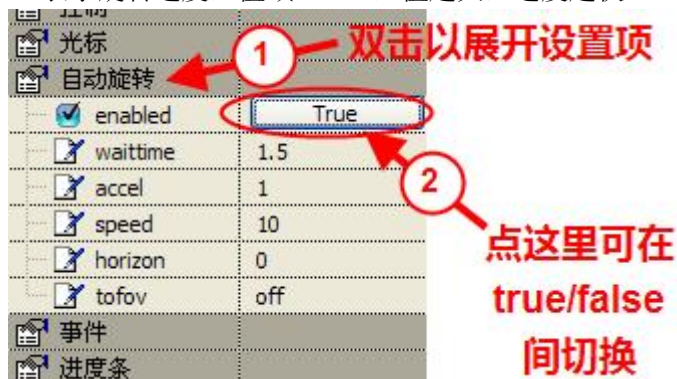 光标
1
双击以展开设置项
自动旋转
enabled True
waittime 1.5
accel 1
2
speed 10
点这里可在
horizon 0
true/false
tofov off
事件
间切换
进度条